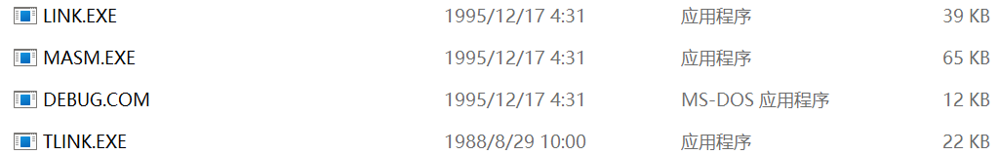 LINK.EXE 1995/12/17 4:31 应用程序 39 KB
MASM.EXE 1995/12/17 4:31 应用程序 65 KB
DEBUG.COM 1995/12/17 4:31 MS-DOS 应用程序 12 KB
TLINK.EXE 1988/8/29 10:00 应用程序 22 KB